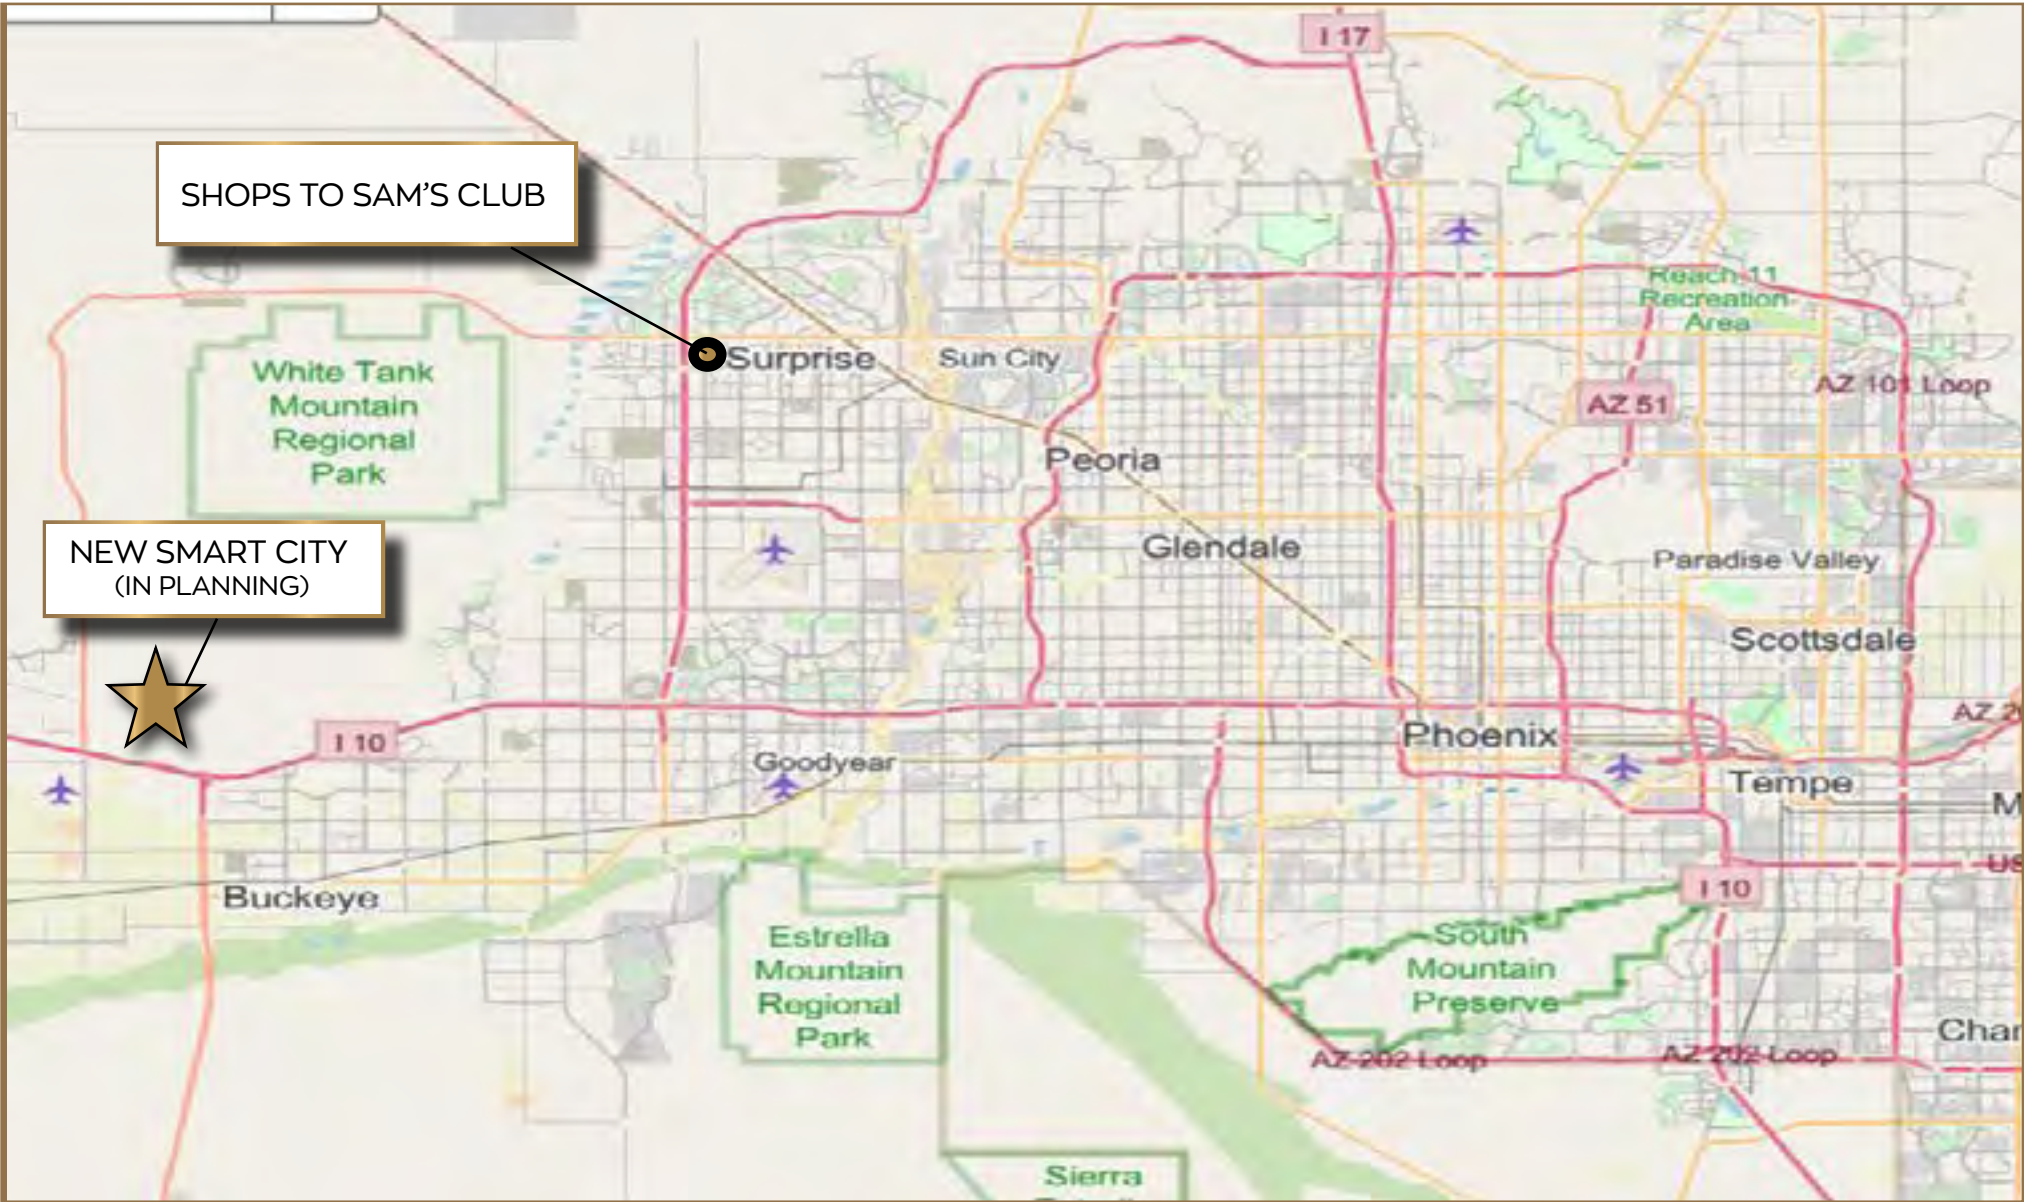 I 17
SHOPS TO SAM'S CLUB
Reach 11
Recreation
Area
Surprise
Sun City
White Tank
Mountain
Regional
Park
AZ 101 Loop
AZ 51
Peoria
Glendale
NEW SMART CITY
(IN PLANNING)
Paradise Valley
Scottsdale
I 10
Phoenix
Goodyear
Tempe
Buckeye
I 10
Estrella
Mountain
Regional
Park
South
Mountain
Preserve
AZ 202 Loop
AZ 202 Loop
Sierra